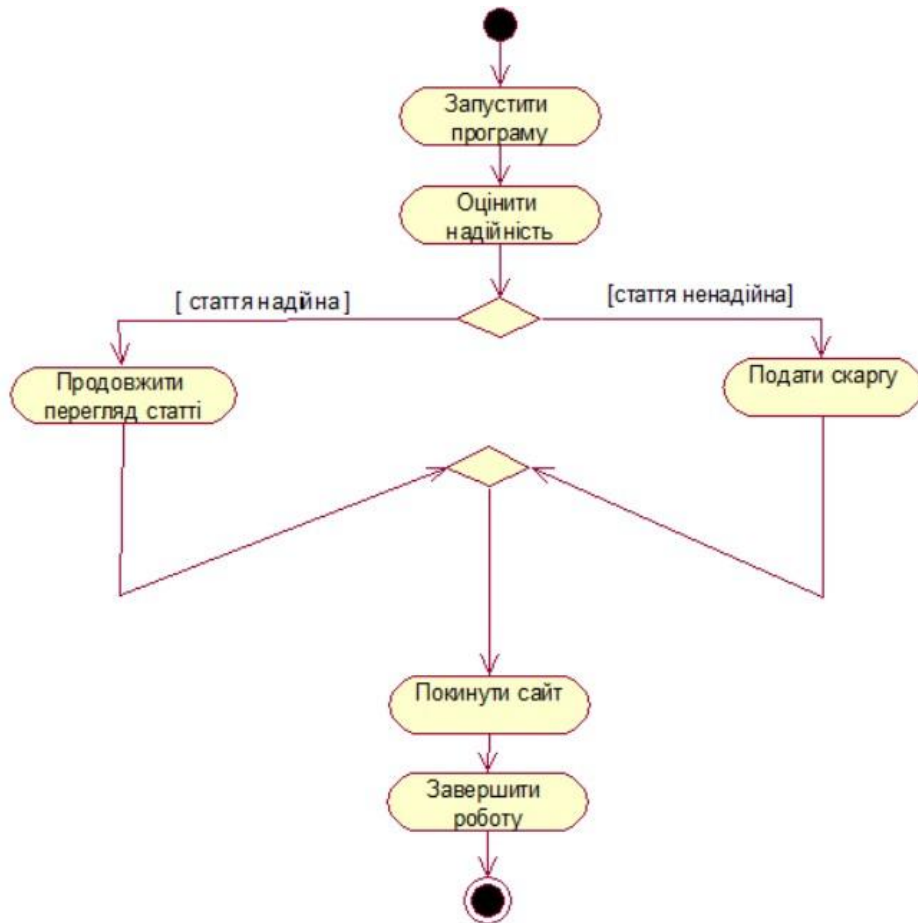 Запустити
програму
Оцінити
надійність
[ стаття надійна ]
[стаття ненадійна]
Продовжити
перегляд статті
Подати скаргу
Покинути сайт
Завершити
роботу